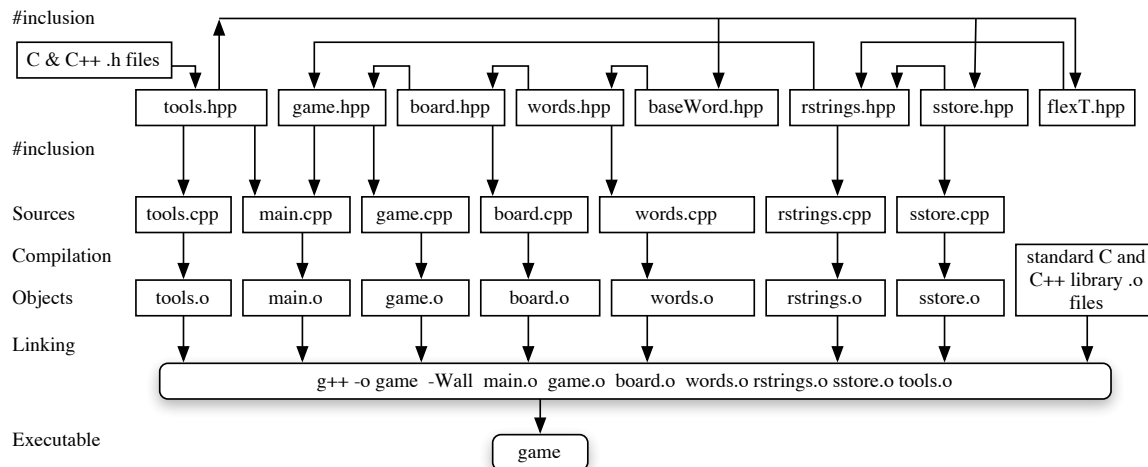 #inclusion
C & C++ .h files
tools.hpp
game.hpp
board.hpp
words.hpp
baseWord.hpp
rstrings.hpp
sstore.hpp
flexT.hpp
#inclusion
Sources
tools.cpp
main.cpp
game.cpp
board.cpp
words.cpp
rstrings.cpp
sstore.cpp
Compilation
standard C and
C++ library .o
files
Objects
tools.o
main.o
game.o
board.o
words.o
rstrings.o
sstore.o
Linking
g++ -o game -Wall main.o game.o board.o words.o rstrings.o sstore.o tools.o
Executable
game